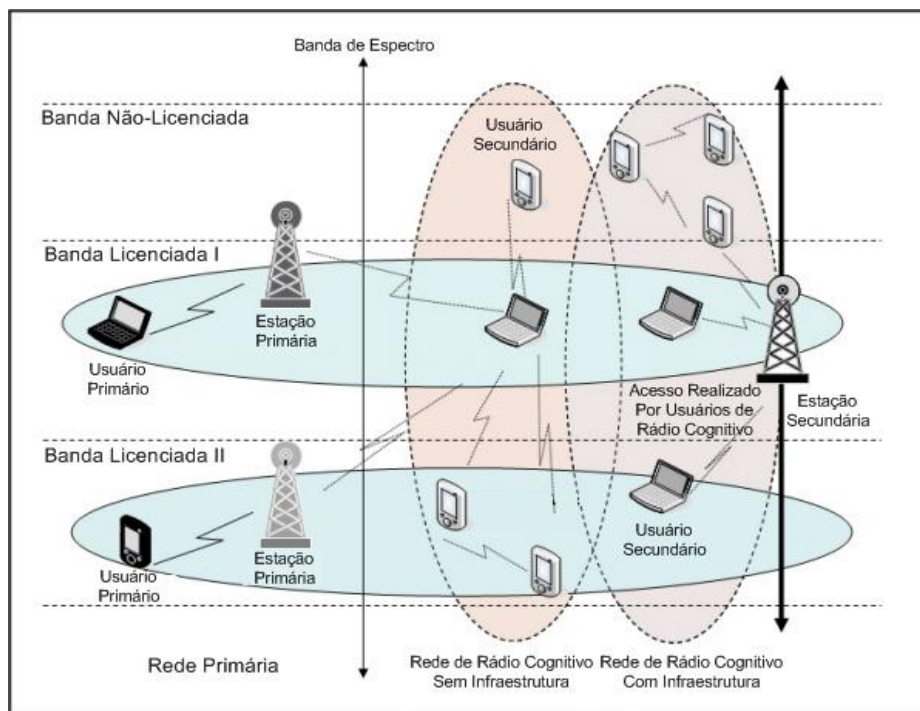 Banda de Espectro
Banda Não-Licenciada
Usuário
Secundário
Banda Licenciada I
Estação
Primária
Usuário
Primário
Acesso Realizado
Por Usuários de
Rádio Cognitivo
Estação
Secundária
Banda Licenciada II
Estação
Primária
Usuário
Primário
Usuário
Secundário
Rede Primária
Rede de Rádio Cognitivo
Sem Infraestrutura
Rede de Rádio Cognitivo
Com Infraestrutura